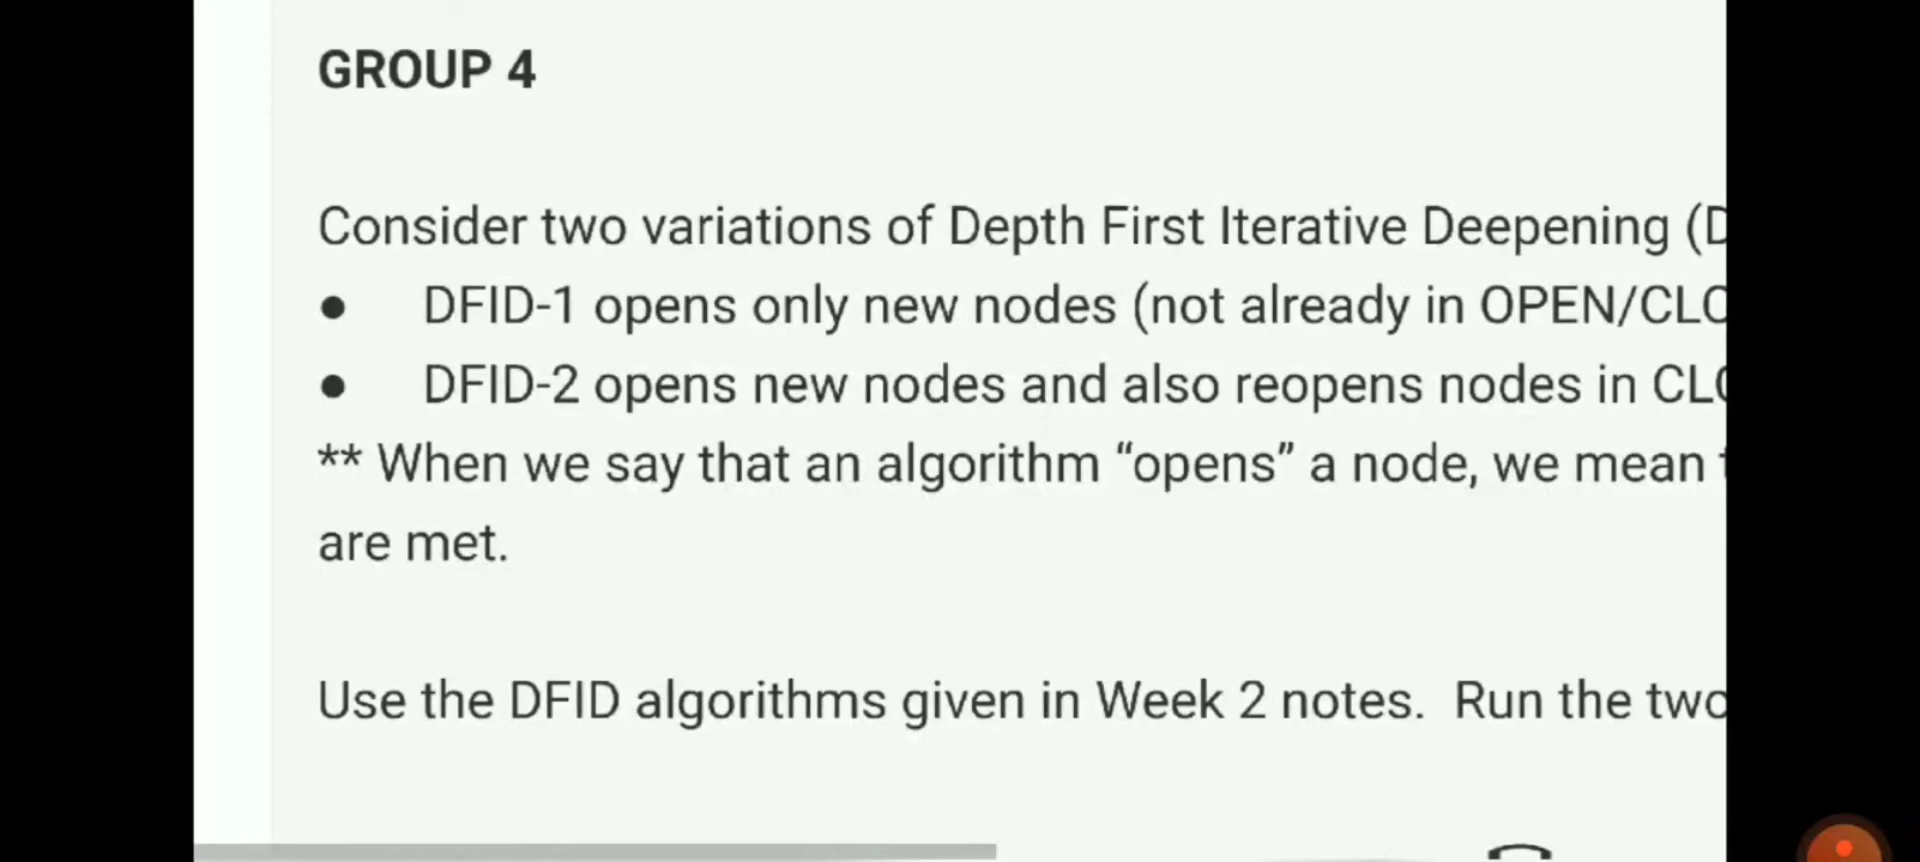 GROUP 4
Consider two variations of Depth First Iterative Deepening (D
● DFID-1 opens only new nodes (not already in OPEN/CLO
● DFID-2 opens new nodes and also reopens nodes in CLO
** When we say that an algorithm “opens” a node, we mean
are met.
Use the DFID algorithms given in Week 2 notes. Run the two